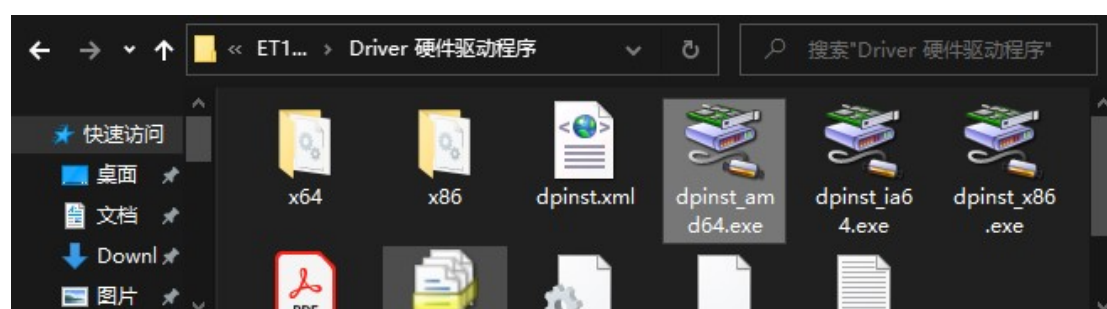 « ET1... › Driver 硬件驱动程序
搜索"Driver 硬件驱动程序"
快速访问
桌面
文档
Downl
图片
x64
x86
dpinst.xml
dpinst_am
d64.exe
dpinst_ia6
4.exe
dpinst_x86
.exe
PDF